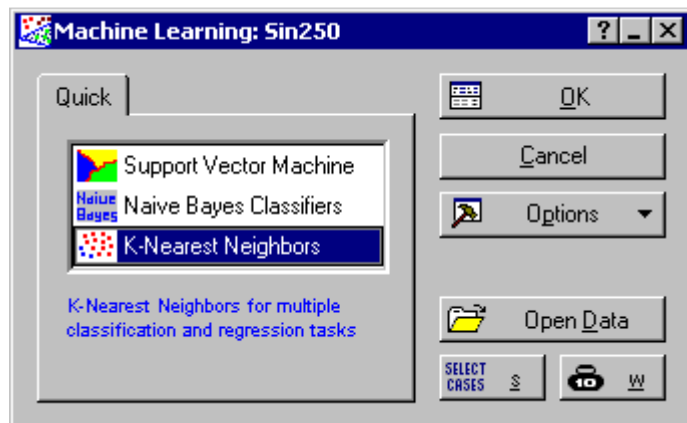 Machine Learning: Sin250
Quick
Support Vector Machine
Naive Bayes
Naive Bayes Classifiers
K-Nearest Neighbors
K-Nearest Neighbors for multiple
classification and regression tasks
OK
Cancel
Options
Open Data
SELECT
CASES
S
10
W